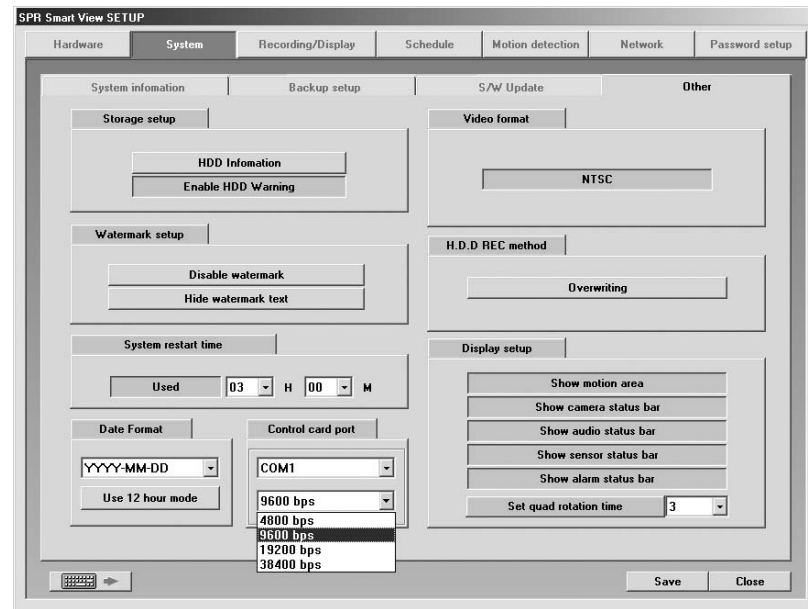 SPR Smart View SETUP
Hardware System Recording/Display Schedule Motion detection Network Password setup
System infomation Backup setup S/W Update Other
Storage setup
HDD Infomation
Enable HDD Warning
Video format
NTSC
Watermark setup
Disable watermark
Hide watermark text
H.D.D REC method
Overwriting
System restart time
Used 03 H 00 M
Display setup
Show motion area
Show camera status bar
Show audio status bar
Show sensor status bar
Show alarm status bar
Set quad rotation time 3
Date Format
YYYY-MM-DD
Use 12 hour mode
Control card port
COM1
9600 bps
4800 bps
9600 bps
19200 bps
38400 bps
Save Close